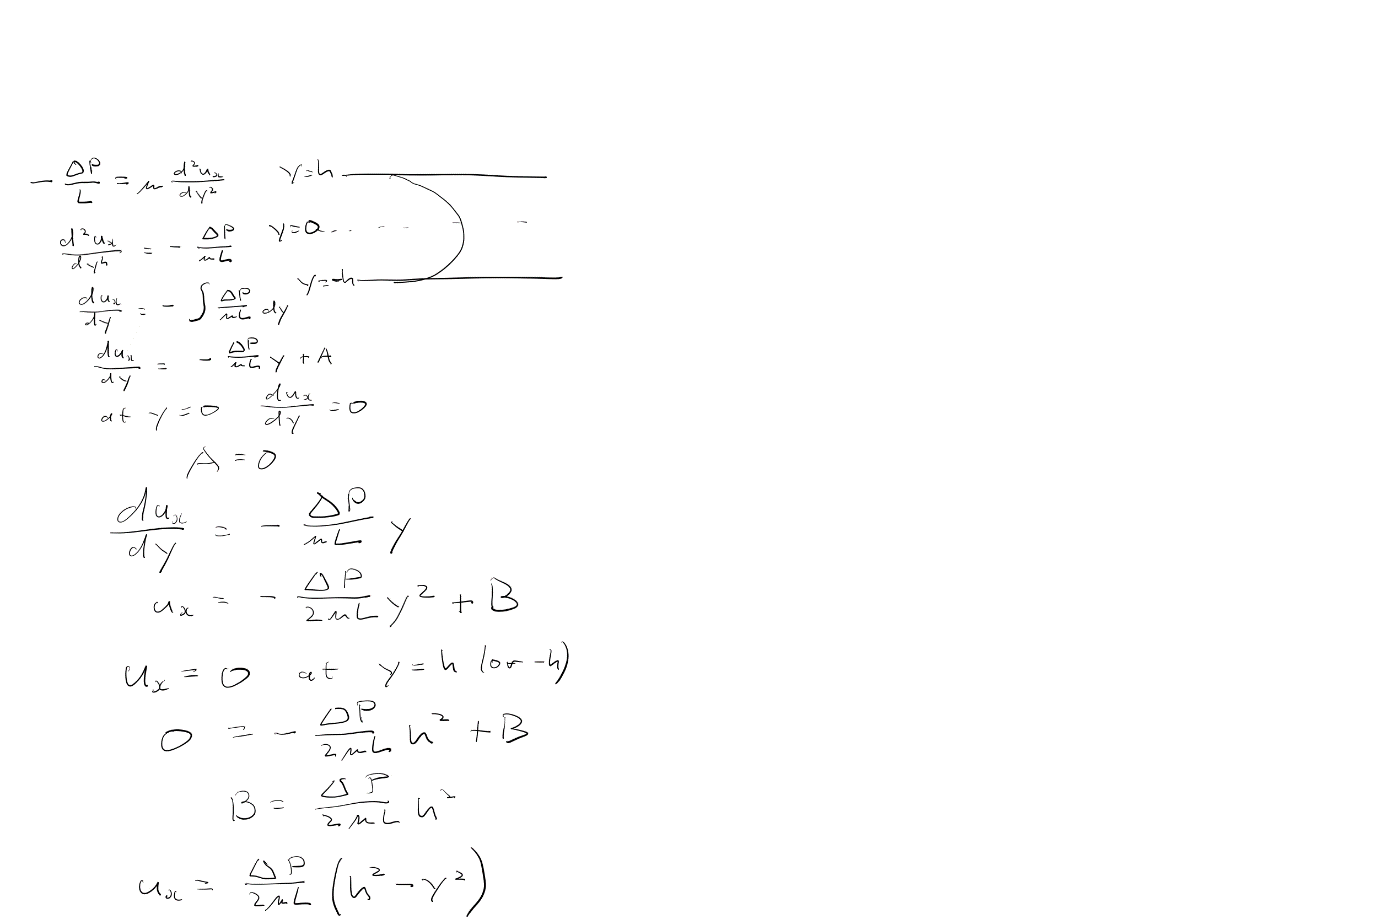 - ΔP/L = μ d²uₓ/dy²
y=h
d²uₓ/dy² = - ΔP/μL
y=0
y=-h
duₓ/dy = - ∫ ΔP/μL dy
duₓ/dy = - ΔP/μL y + A
at y=0 duₓ/dy = 0
A = 0
duₓ/dy = - ΔP/μL y
uₓ = - ΔP/2μL y² + B
uₓ = 0 at y = h (or -h)
0 = - ΔP/2μL h² + B
B = ΔP/2μL h²
uₓ = ΔP/2μL (h² - y²)